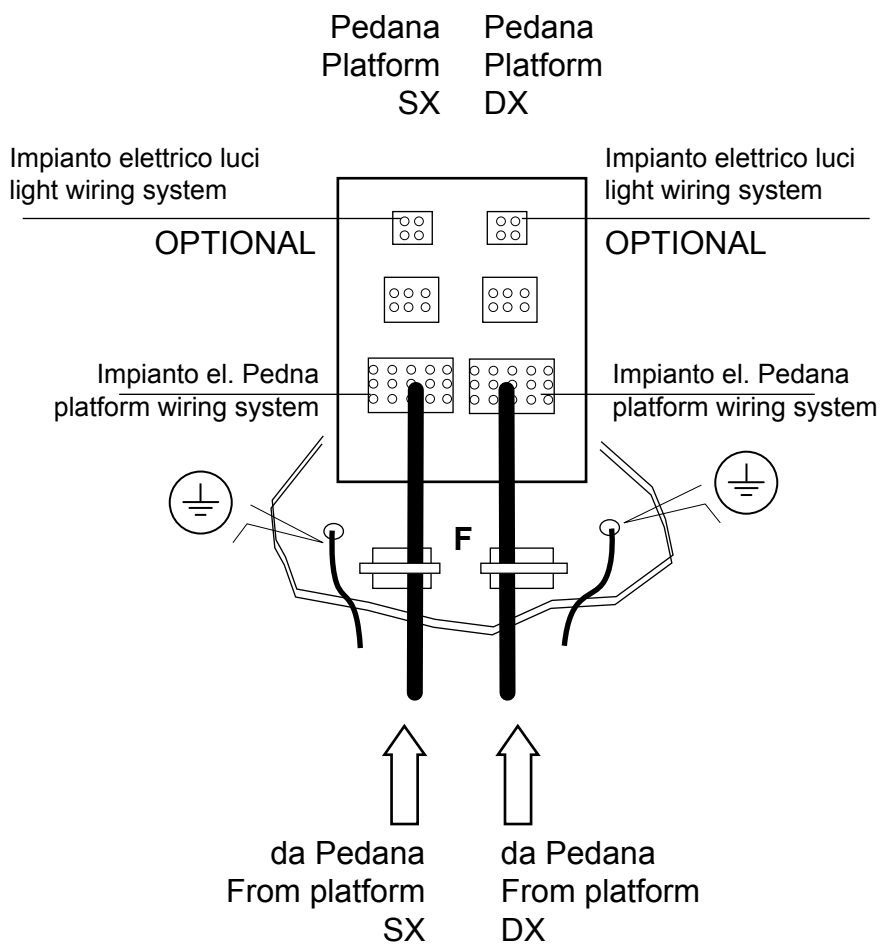 Pedana
Platform
SX
Pedana
Platform
DX
Impianto elettrico luci
light wiring system
OPTIONAL
Impianto elettrico luci
light wiring system
OPTIONAL
Impianto el. Pedna
platform wiring system
Impianto el. Pedana
platform wiring system
F
da Pedana
From platform
SX
da Pedana
From platform
DX